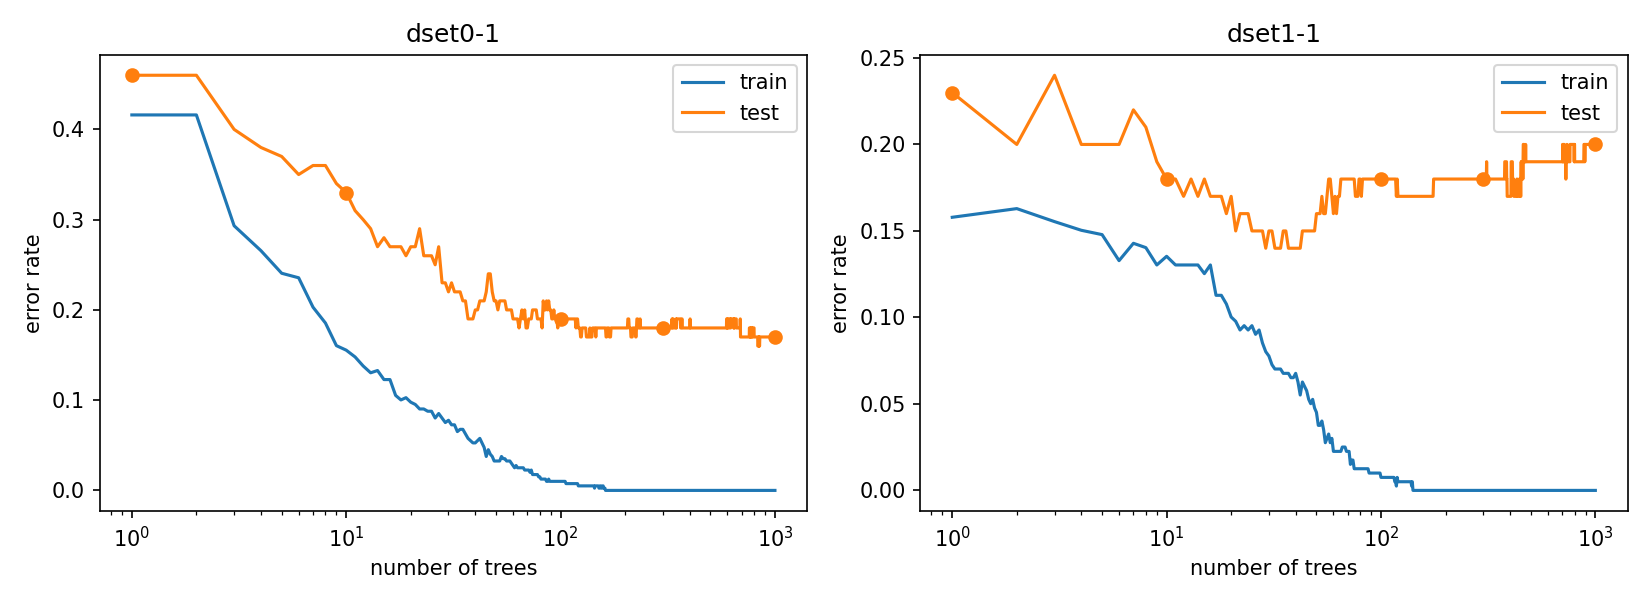 dset0-1
train
test
error rate
0.4
0.3
0.2
0.1
0.0
10⁰
10¹
10²
10³
number of trees
dset1-1
train
test
error rate
0.25
0.20
0.15
0.10
0.05
0.00
10⁰
10¹
10²
10³
number of trees